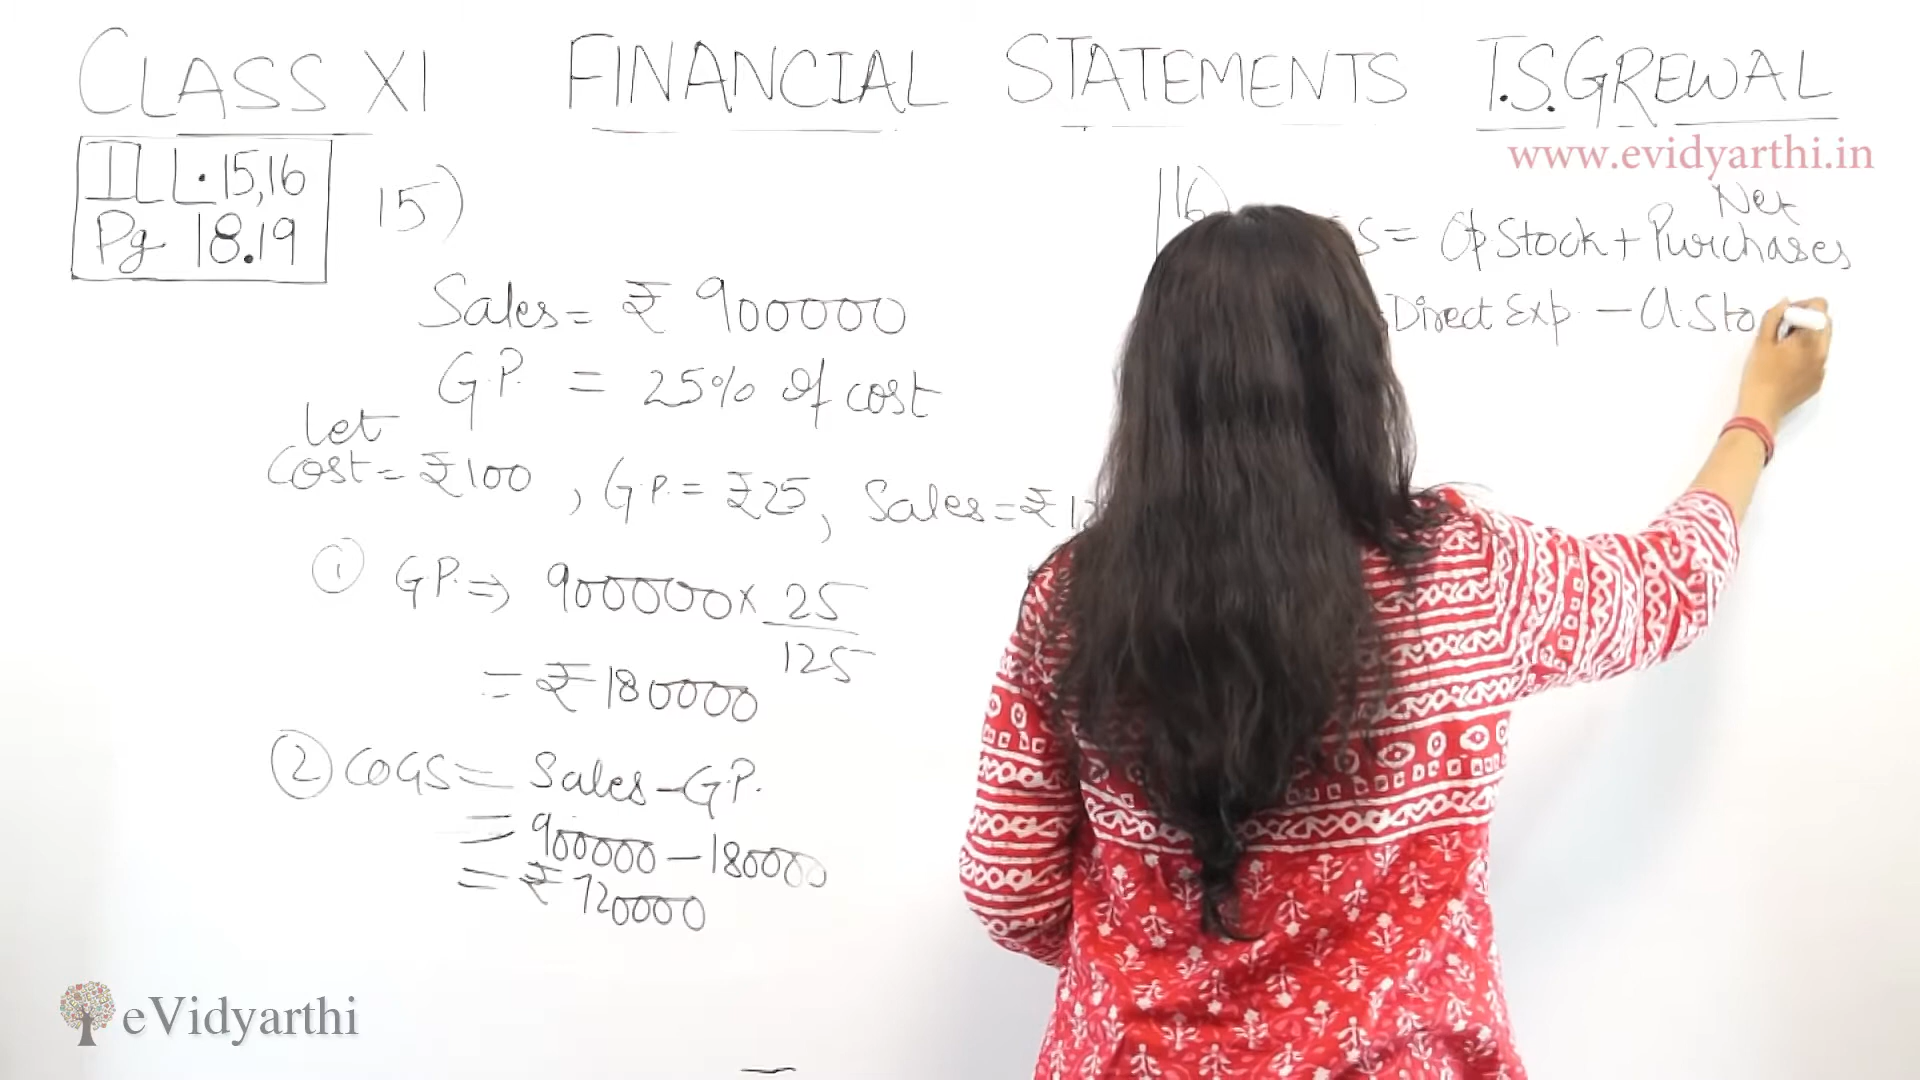 CLASS XI FINANCIAL STATEMENTS T.S.GREWAL
www.evidyarthi.in
ILL.15,16
Pg 18.19
15)
Sales = ₹ 900000
G.P. = 25% of cost
let
Cost = ₹100, G.P. = ₹25, Sales = ₹
① G.P. ⇒ 900000 × 25
125
= ₹180000
② COGS = Sales - G.P.
= 900000 - 180000
= ₹720000
16)
S = Op. Stock + Net Purchases
Direct Exp. - Cl. Sto
eVidyarthi